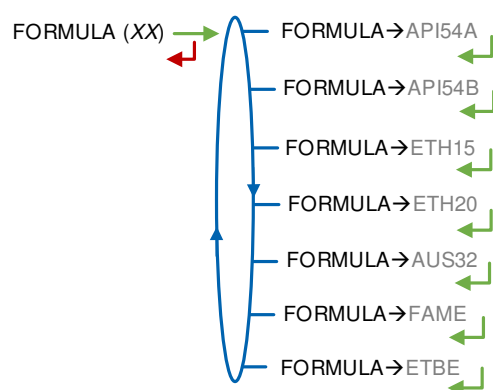 FORMULA (XX)
FORMULA→API54A
FORMULA→API54B
FORMULA→ETH15
FORMULA→ETH20
FORMULA→AUS32
FORMULA→FAME
FORMULA→ETBE